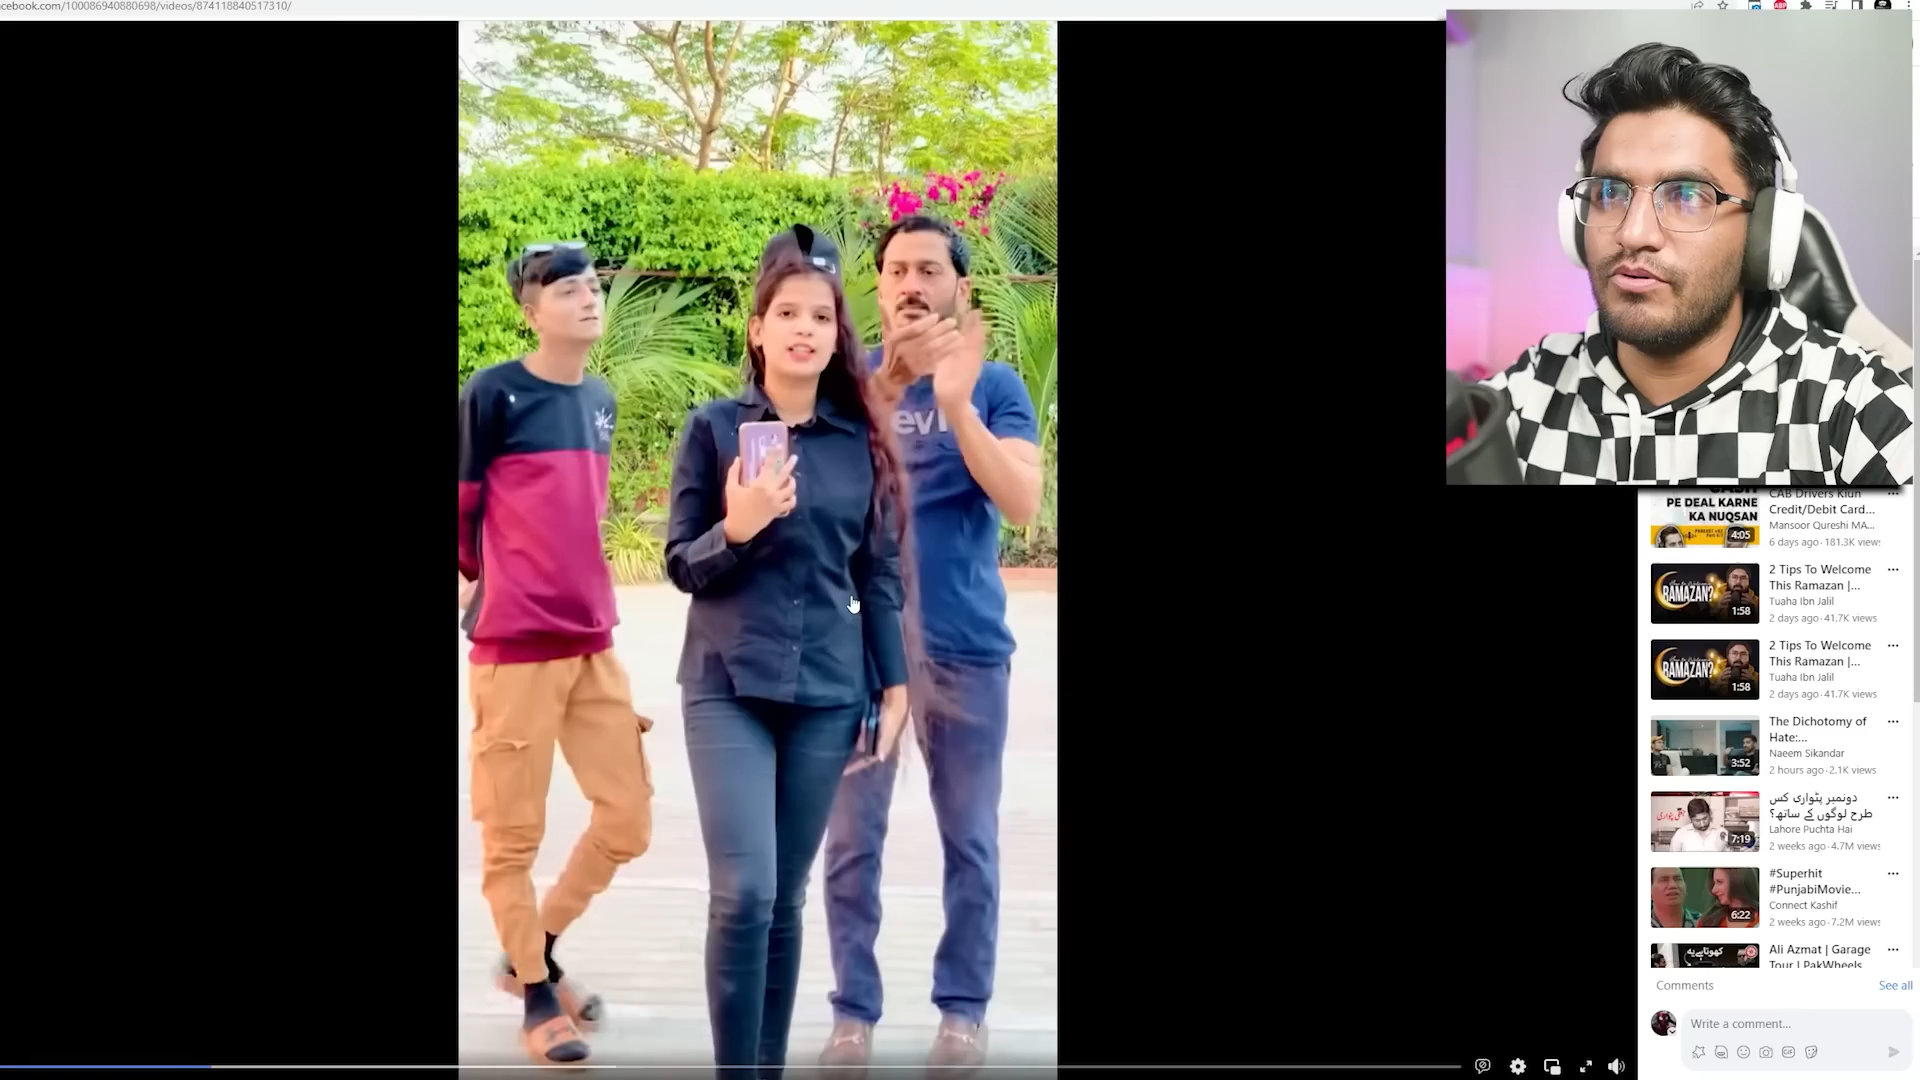 cebook.com/100086940880698/videos/874118840517310/
evi
CAB Drivers Kiun
Credit/Debit Card...
Mansoor Qureshi MA...
6 days ago · 181.3K views
PE DEAL KARNE
KA NUQSAN
4:05
2 Tips To Welcome
This Ramazan |...
Tuaha Ibn Jalil
2 days ago · 41.7K views
RAMAZAN?
1:58
2 Tips To Welcome
This Ramazan |...
Tuaha Ibn Jalil
2 days ago · 41.7K views
RAMAZAN?
1:58
The Dichotomy of
Hate:...
Naeem Sikandar
2 hours ago · 2.1K views
3:52
دونمبر پٹواری کس
طرح لوگوں کے ساتھ؟
Lahore Puchta Hai
2 weeks ago · 4.7M views
7:19
#Superhit
#PunjabiMovie...
Connect Kashif
2 weeks ago · 7.2M views
6:22
Ali Azmat | Garage
Tour | PakWheels
Comments
See all
Write a comment...
GIF